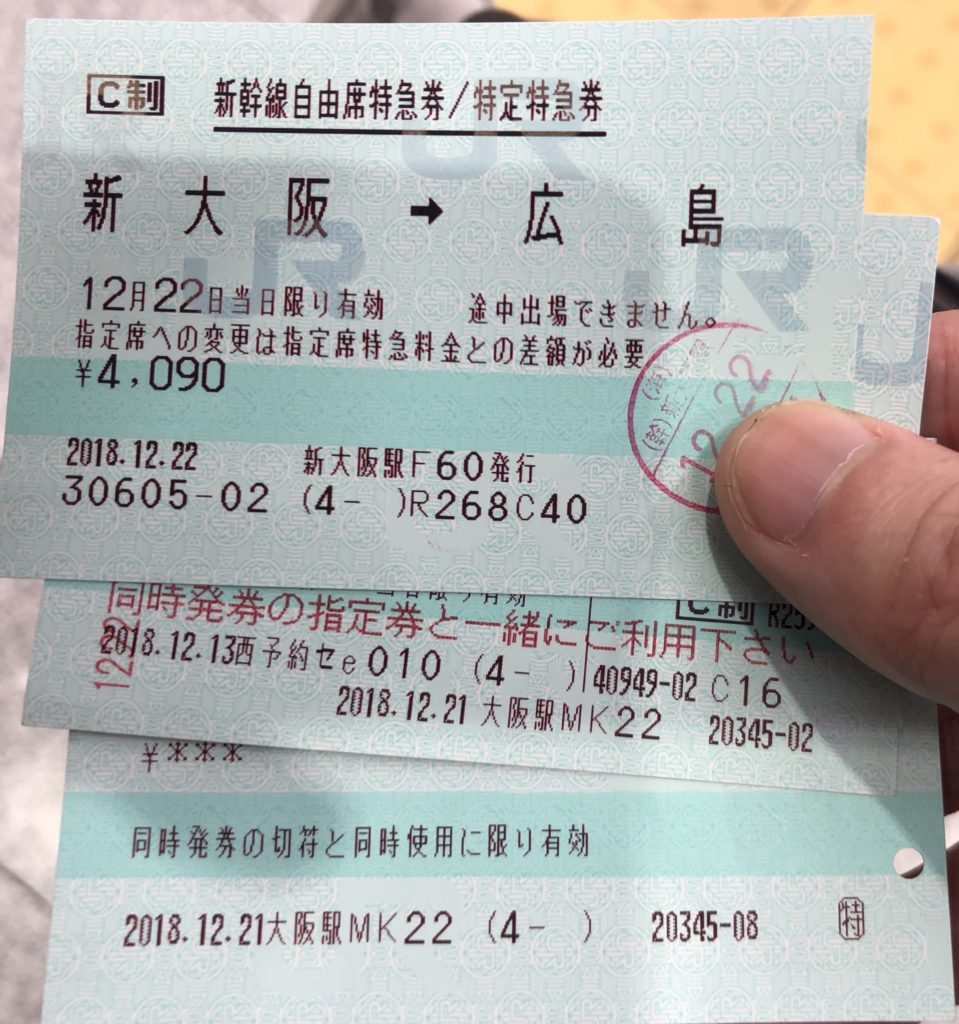 C制 新幹線自由席特急券/特定特急券
新大阪 → 広島
12月22日当日限り有効 途中出場できません。
指定席への変更は指定席特急料金との差額が必要
¥4,090
2018.12.22 新大阪駅F60発行
30605-02 (4- )R268C40
JR
JR
JR
12.22
C制
同時発券の指定券と一緒にご利用下さい
12.22
2018.12.13西予約セe010 (4- ) 40949-02 C16
2018.12.21 大阪駅MK22 20345-02
¥***
同時発券の切符と同時使用に限り有効
2018.12.21大阪駅MK22 (4- ) 20345-08 特